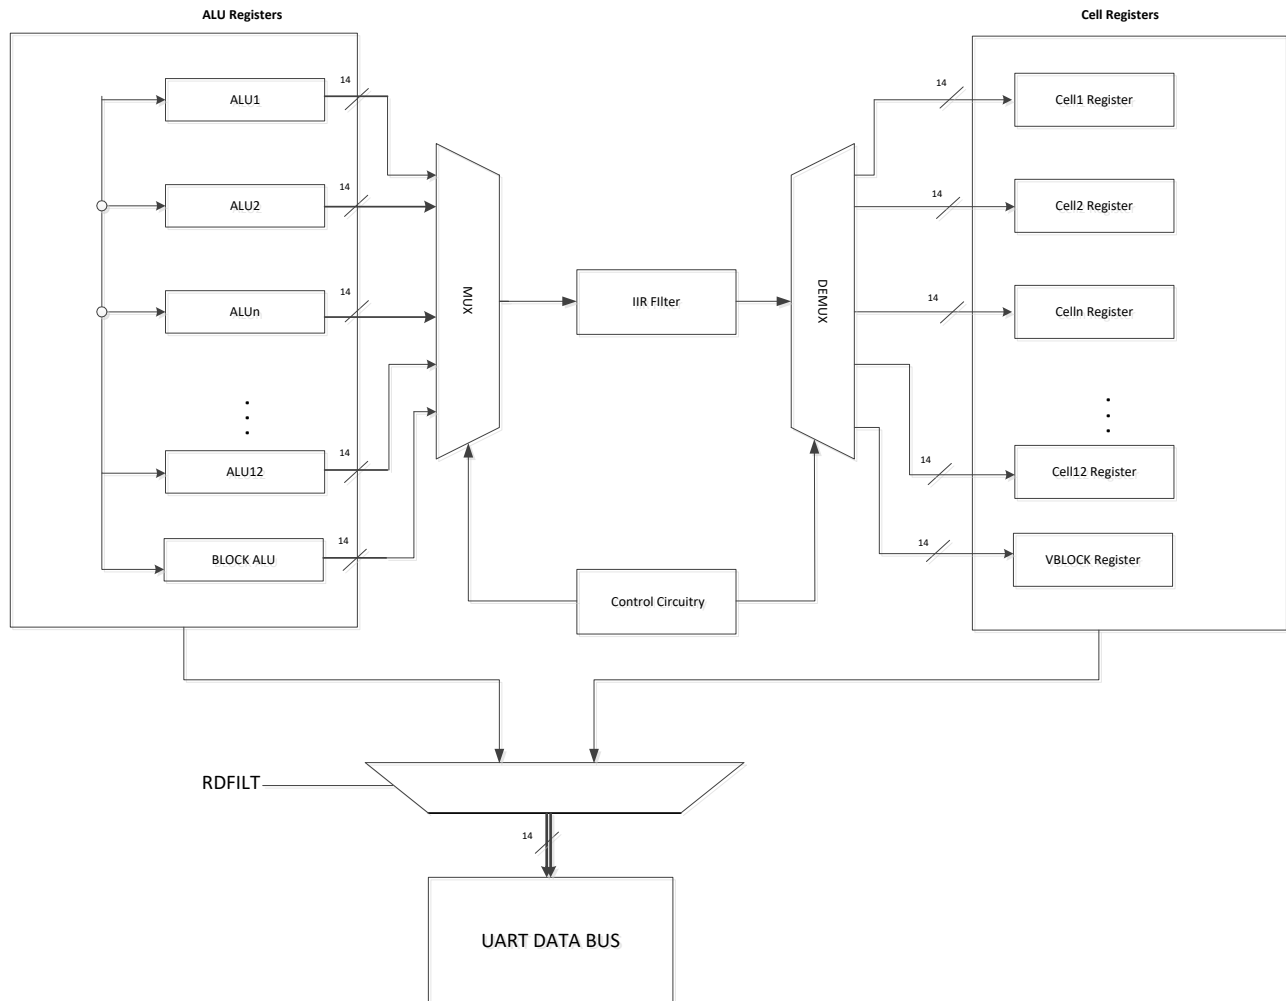 ALU Registers
Cell Registers
14
ALU1
14
Cell1 Register
14
ALU2
14
Cell2 Register
14
ALUn
MUX
IIR FIlter
DEMUX
14
Celln Register
14
ALU12
14
Cell12 Register
14
BLOCK ALU
14
VBLOCK Register
Control Circuitry
RDFILT
14
UART DATA BUS